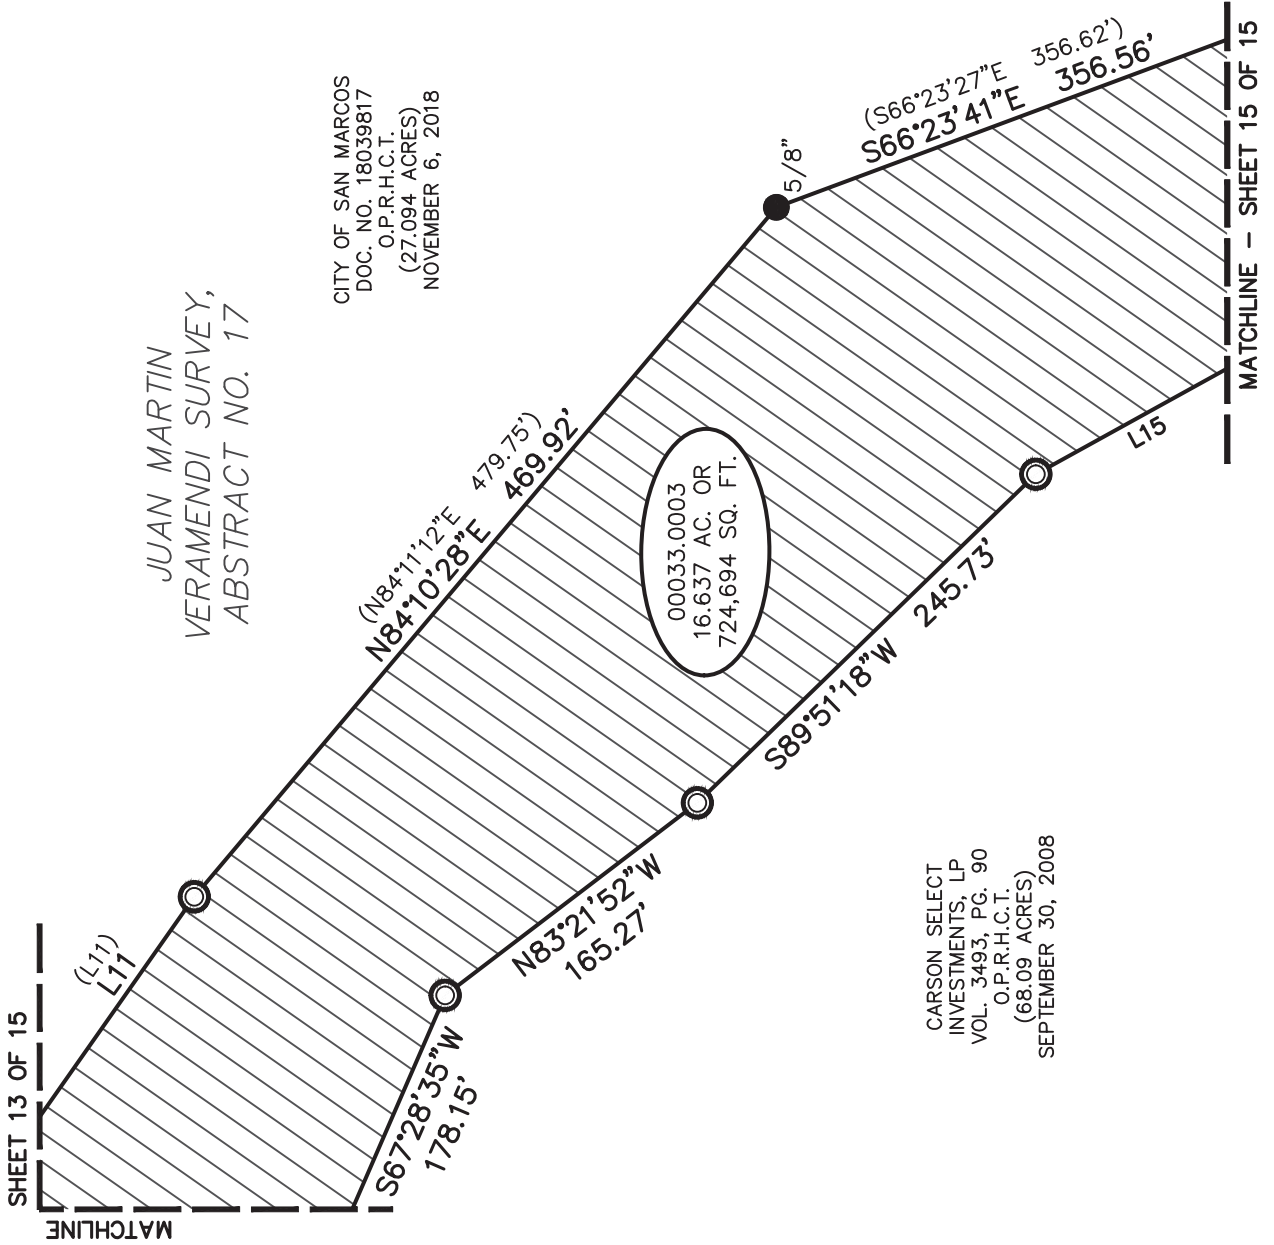 SHEET 13 OF 15
MATCHLINE
(L11)
L11
JUAN MARTIN
VERAMENDI SURVEY,
ABSTRACT NO. 17
CITY OF SAN MARCOS
DOC. NO. 18039817
O.P.R.H.C.T.
(27.094 ACRES)
NOVEMBER 6, 2018
(N84°11'12"E 479.75')
N84°10'28"E 469.92'
5/8"
(S66°23'27"E 356.62')
S66°23'41"E 356.56'
00033.0003
16.637 AC. OR
724,694 SQ. FT.
S67°28'35"W
178.15'
N83°21'52"W
165.27'
S89°51'18"W 245.73'
L15
CARSON SELECT
INVESTMENTS, LP
VOL. 3493, PG. 90
O.P.R.H.C.T.
(68.09 ACRES)
SEPTEMBER 30, 2008
MATCHLINE - SHEET 15 OF 15